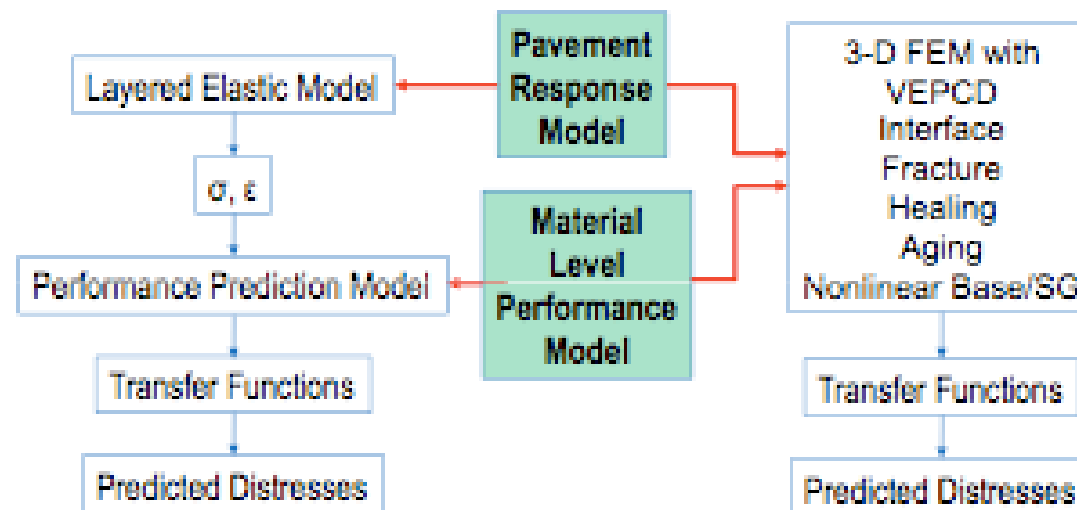 Layered Elastic Model
σ, ε
Performance Prediction Model
Transfer Functions
Predicted Distresses
Pavement
Response
Model
Material
Level
Performance
Model
3-D FEM with
VEPCD
Interface
Fracture
Healing
Aging
Nonlinear Base/SG
Transfer Functions
Predicted Distresses